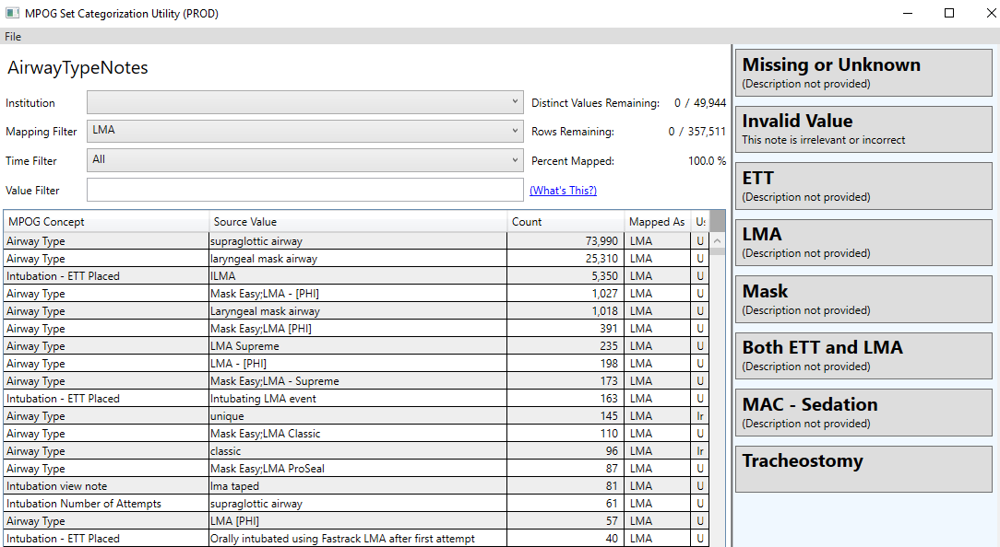 MPOG Set Categorization Utility (PROD)
File
AirwayTypeNotes
Institution
Distinct Values Remaining: 0 / 49,944
Mapping Filter LMA
Rows Remaining: 0 / 357,511
Time Filter All
Percent Mapped: 100.0 %
Value Filter
(What's This?)
MPOG Concept Source Value Count Mapped As Us
Airway Type supraglottic airway 73,990 LMA U
Airway Type laryngeal mask airway 25,310 LMA U
Intubation - ETT Placed ILMA 5,350 LMA U
Airway Type Mask Easy;LMA - [PHI] 1,027 LMA U
Airway Type Laryngeal mask airway 1,018 LMA U
Airway Type Mask Easy;LMA [PHI] 391 LMA U
Airway Type LMA Supreme 235 LMA U
Airway Type LMA - [PHI] 198 LMA U
Airway Type Mask Easy;LMA - Supreme 173 LMA U
Intubation - ETT Placed Intubating LMA event 163 LMA U
Airway Type unique 145 LMA Ir
Airway Type Mask Easy;LMA Classic 110 LMA U
Airway Type classic 96 LMA Ir
Airway Type Mask Easy;LMA ProSeal 87 LMA U
Intubation view note lma taped 81 LMA U
Intubation Number of Attempts supraglottic airway 61 LMA U
Airway Type LMA [PHI] 57 LMA U
Intubation - ETT Placed Orally intubated using Fastrack LMA after first attempt 40 LMA U
Missing or Unknown
(Description not provided)
Invalid Value
This note is irrelevant or incorrect
ETT
(Description not provided)
LMA
(Description not provided)
Mask
(Description not provided)
Both ETT and LMA
(Description not provided)
MAC - Sedation
(Description not provided)
Tracheostomy